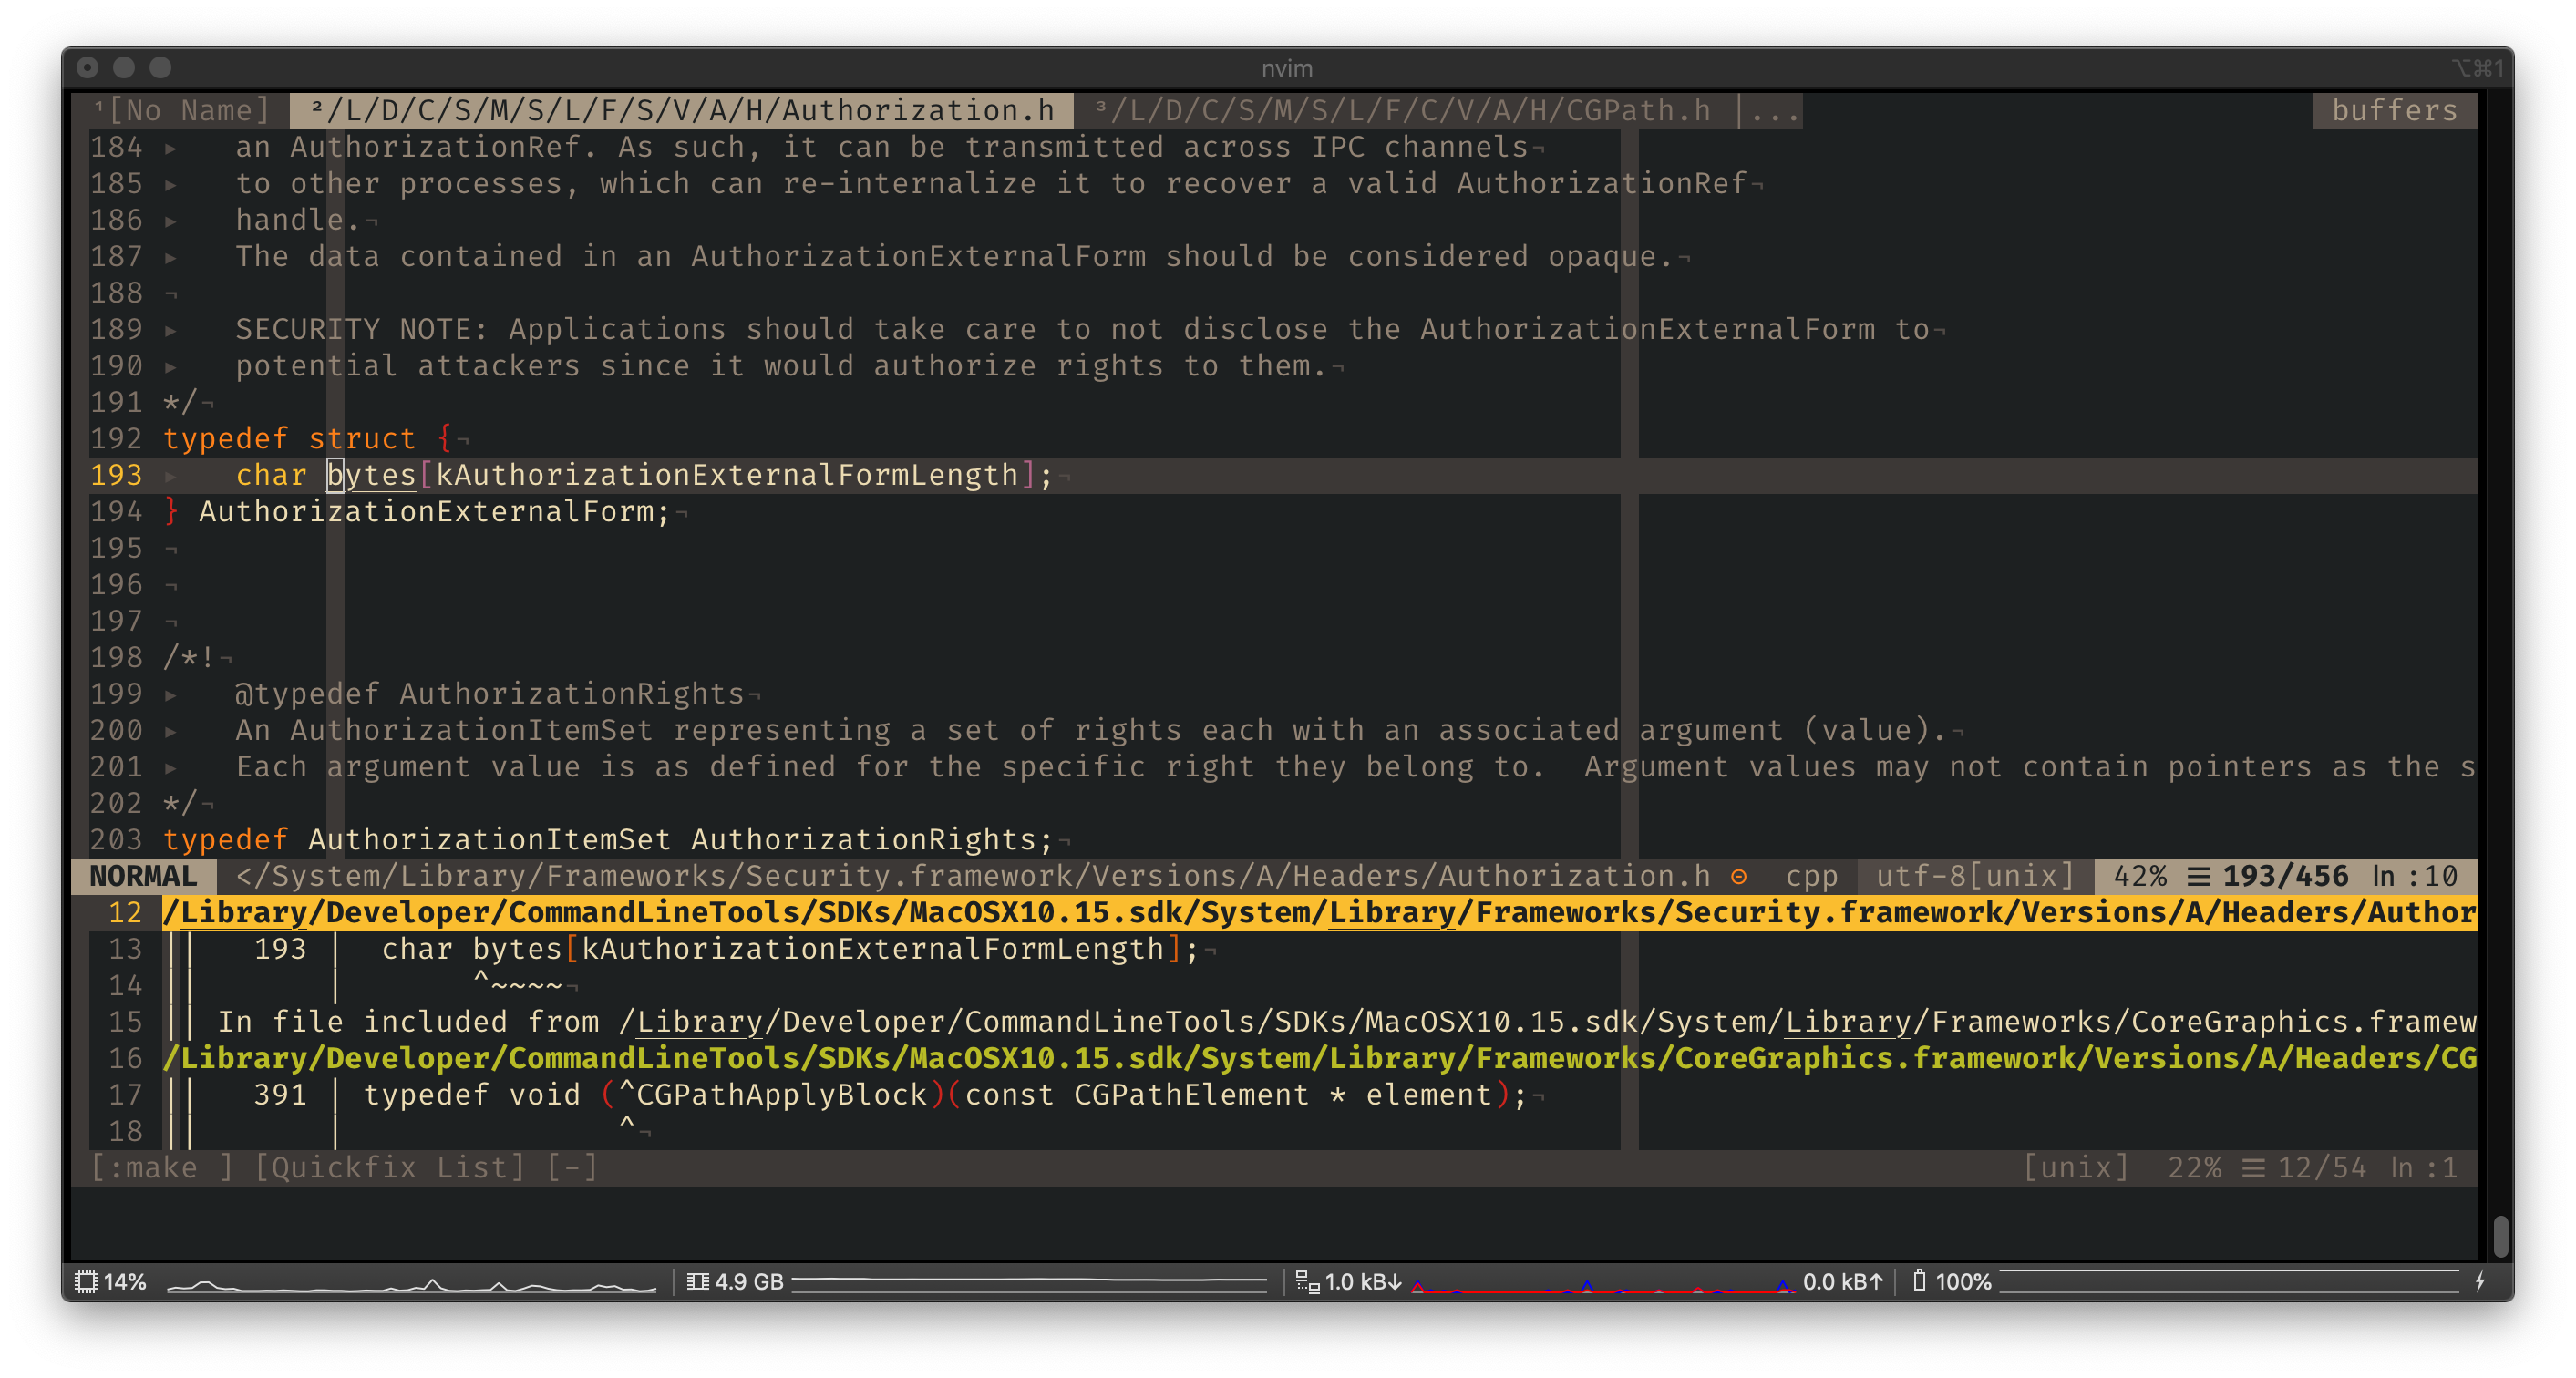 nvim ⌥⌘1
¹[No Name] ²/L/D/C/S/M/S/L/F/S/V/A/H/Authorization.h ³/L/D/C/S/M/S/L/F/C/V/A/H/CGPath.h |... buffers
184 ▸ an AuthorizationRef. As such, it can be transmitted across IPC channels¬
185 ▸ to other processes, which can re-internalize it to recover a valid AuthorizationRef¬
186 ▸ handle.¬
187 ▸ The data contained in an AuthorizationExternalForm should be considered opaque.¬
188 ¬
189 ▸ SECURITY NOTE: Applications should take care to not disclose the AuthorizationExternalForm to¬
190 ▸ potential attackers since it would authorize rights to them.¬
191 */¬
192 typedef struct {¬
193 ▸ char bytes[kAuthorizationExternalFormLength];¬
194 } AuthorizationExternalForm;¬
195 ¬
196 ¬
197 ¬
198 /*!¬
199 ▸ @typedef AuthorizationRights¬
200 ▸ An AuthorizationItemSet representing a set of rights each with an associated argument (value).¬
201 ▸ Each argument value is as defined for the specific right they belong to.  Argument values may not contain pointers as the s
202 */¬
203 typedef AuthorizationItemSet AuthorizationRights;¬
NORMAL </System/Library/Frameworks/Security.framework/Versions/A/Headers/Authorization.h ⊝ cpp utf-8[unix] 42% ☰ 193/456 ln :10
12 /Library/Developer/CommandLineTools/SDKs/MacOSX10.15.sdk/System/Library/Frameworks/Security.framework/Versions/A/Headers/Author
13 || 193 | char bytes[kAuthorizationExternalFormLength];¬
14 || | ^~~~~¬
15 || In file included from /Library/Developer/CommandLineTools/SDKs/MacOSX10.15.sdk/System/Library/Frameworks/CoreGraphics.framew
16 /Library/Developer/CommandLineTools/SDKs/MacOSX10.15.sdk/System/Library/Frameworks/CoreGraphics.framework/Versions/A/Headers/CG
17 || 391 | typedef void (^CGPathApplyBlock)(const CGPathElement * element);¬
18 || | ^¬
[:make ] [Quickfix List] [-] [unix] 22% ☰ 12/54 ln :1
14% 4.9 GB 1.0 kB↓ 0.0 kB↑ 100%